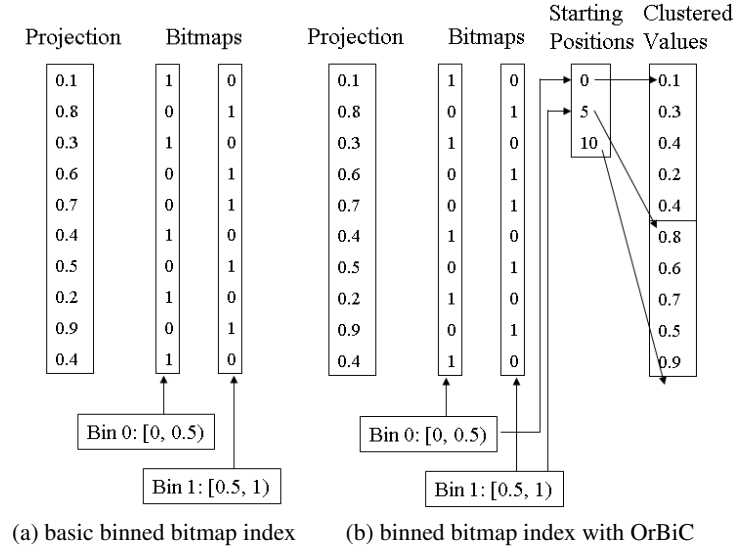 Projection Bitmaps
0.1 1 0
0.8 0 1
0.3 1 0
0.6 0 1
0.7 0 1
0.4 1 0
0.5 0 1
0.2 1 0
0.9 0 1
0.4 1 0
Bin 0: [0, 0.5)
Bin 1: [0.5, 1)
(a) basic binned bitmap index
Starting Clustered
Projection Bitmaps Positions Values
0.1 1 0 0 0.1
0.8 0 1 5 0.3
0.3 1 0 10 0.4
0.6 0 1 0.2
0.7 0 1 0.4
0.4 1 0 0.8
0.5 0 1 0.6
0.2 1 0 0.7
0.9 0 1 0.5
0.4 1 0 0.9
Bin 0: [0, 0.5)
Bin 1: [0.5, 1)
(b) binned bitmap index with OrBiC